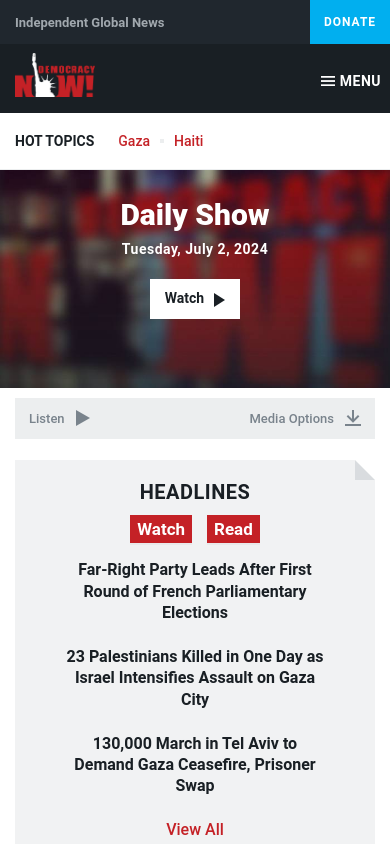 Independent Global News
DONATE
DEMOCRACY
NOW!
MENU
HOT TOPICS
Gaza
Haiti
Daily Show
Tuesday, July 2, 2024
Watch
Listen
Media Options
HEADLINES
Watch
Read
Far-Right Party Leads After First
Round of French Parliamentary
Elections
23 Palestinians Killed in One Day as
Israel Intensifies Assault on Gaza
City
130,000 March in Tel Aviv to
Demand Gaza Ceasefire, Prisoner
Swap
View All